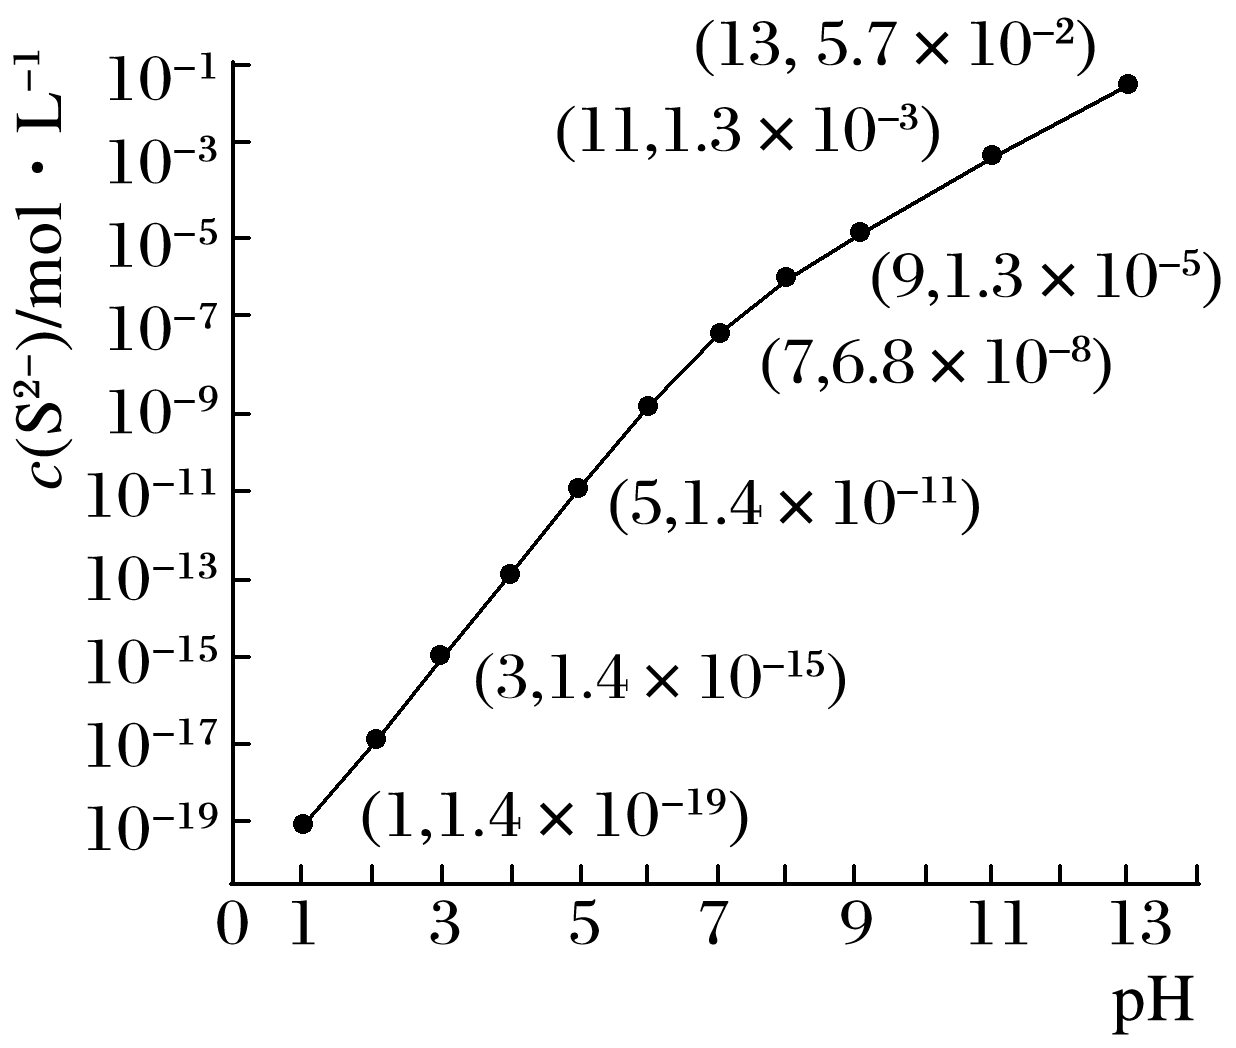 c(S²⁻)/mol · L⁻¹
10⁻¹
10⁻³
10⁻⁵
10⁻⁷
10⁻⁹
10⁻¹¹
10⁻¹³
10⁻¹⁵
10⁻¹⁷
10⁻¹⁹
(13, 5.7 × 10⁻²)
(11,1.3 × 10⁻³)
(9,1.3 × 10⁻⁵)
(7,6.8 × 10⁻⁸)
(5,1.4 × 10⁻¹¹)
(3,1.4 × 10⁻¹⁵)
(1,1.4 × 10⁻¹⁹)
0 1 3 5 7 9 11 13
pH